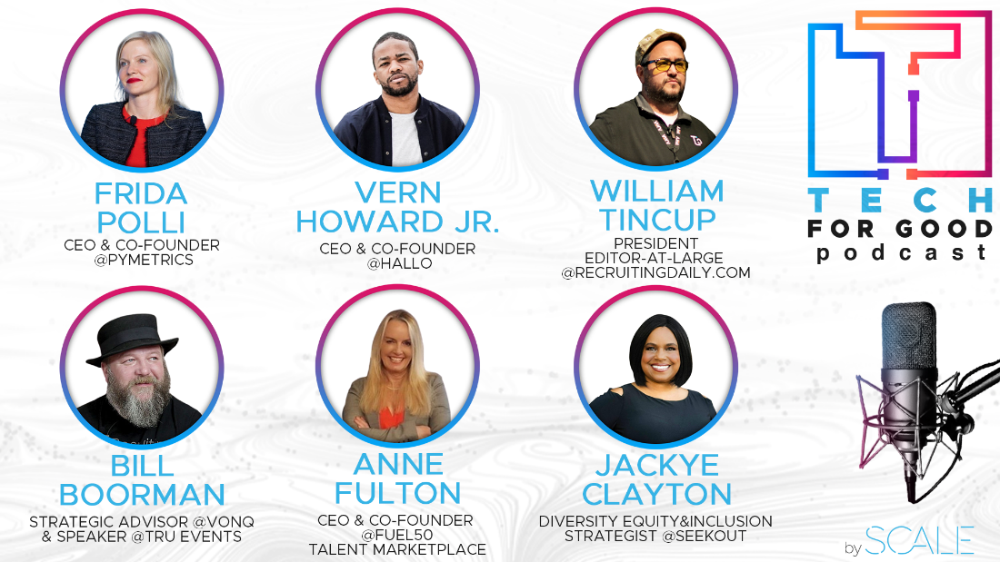 FRIDA
POLLI
CEO & CO-FOUNDER
@PYMETRICS
VERN
HOWARD JR.
CEO & CO-FOUNDER
@HALLO
WILLIAM
TINCUP
PRESIDENT
EDITOR-AT-LARGE
@RECRUITINGDAILY.COM
TECH
FOR GOOD
podcast
BILL
BOORMAN
STRATEGIC ADVISOR @VONQ
& SPEAKER @TRU EVENTS
ANNE
FULTON
CEO & CO-FOUNDER
@FUEL50
TALENT MARKETPLACE
JACKYE
CLAYTON
DIVERSITY EQUITY&INCLUSION
STRATEGIST @SEEKOUT
by SCALE